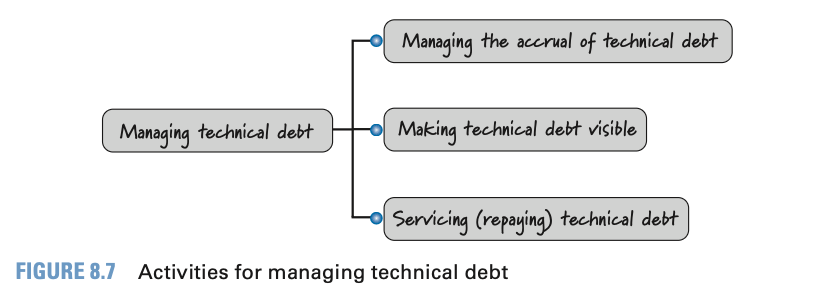 Managing the accrual of technical debt
Managing technical debt
Making technical debt visible
Servicing (repaying) technical debt
FIGURE 8.7 Activities for managing technical debt